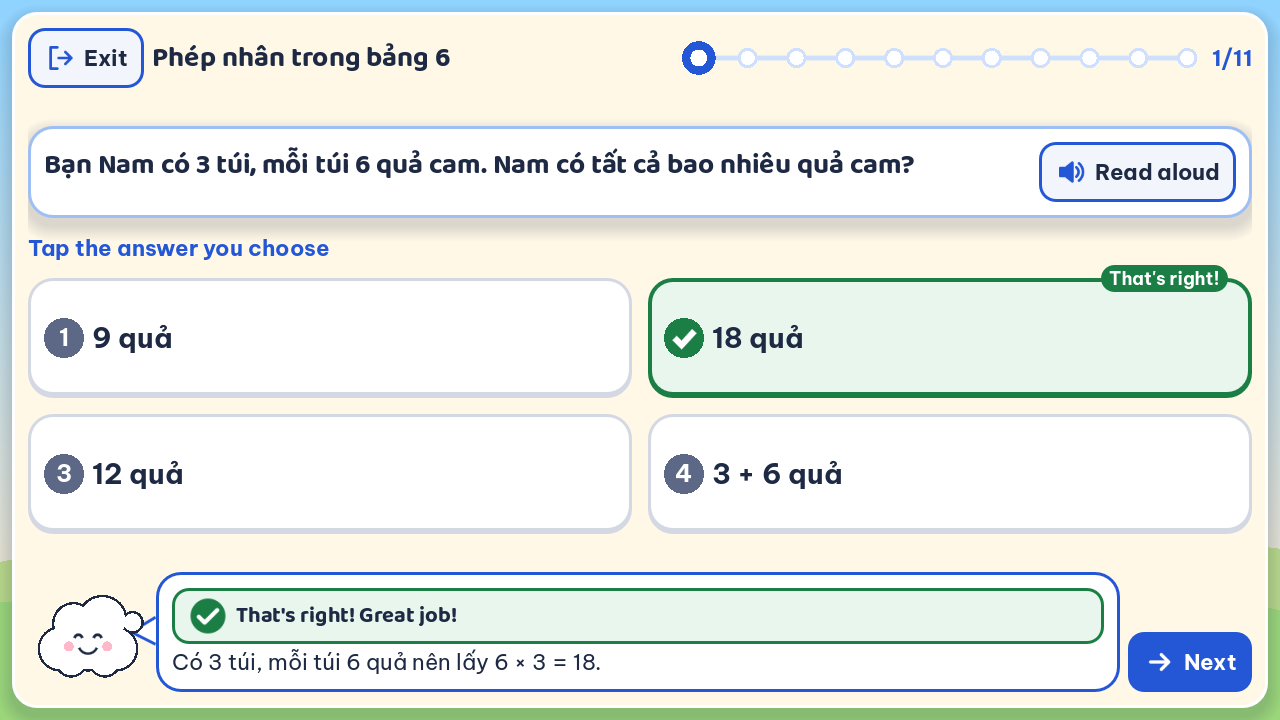 Exit
Phép nhân trong bảng 6
1/11
Bạn Nam có 3 túi, mỗi túi 6 quả cam. Nam có tất cả bao nhiêu quả cam?
Read aloud
Tap the answer you choose
1 9 quả
That's right!
18 quả
3 12 quả
4 3 + 6 quả
That's right! Great job!
Có 3 túi, mỗi túi 6 quả nên lấy 6 × 3 = 18.
Next